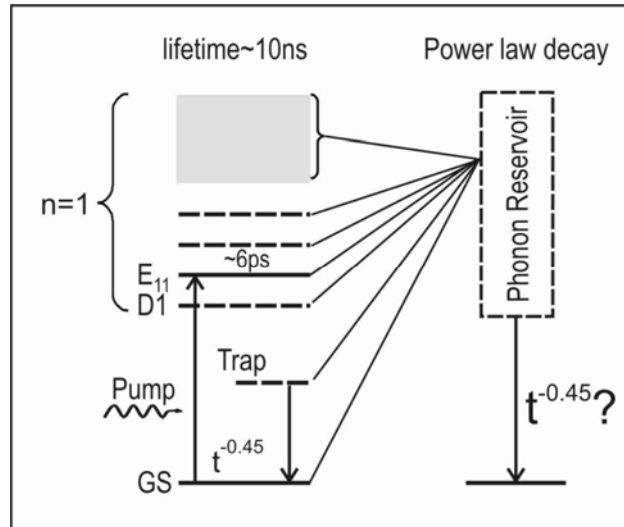 lifetime~10ns
Power law decay
n=1
~6ps
E₁₁
D1
Phonon Reservoir
Trap
Pump
t⁻⁰·⁴⁵
t⁻⁰·⁴⁵?
GS